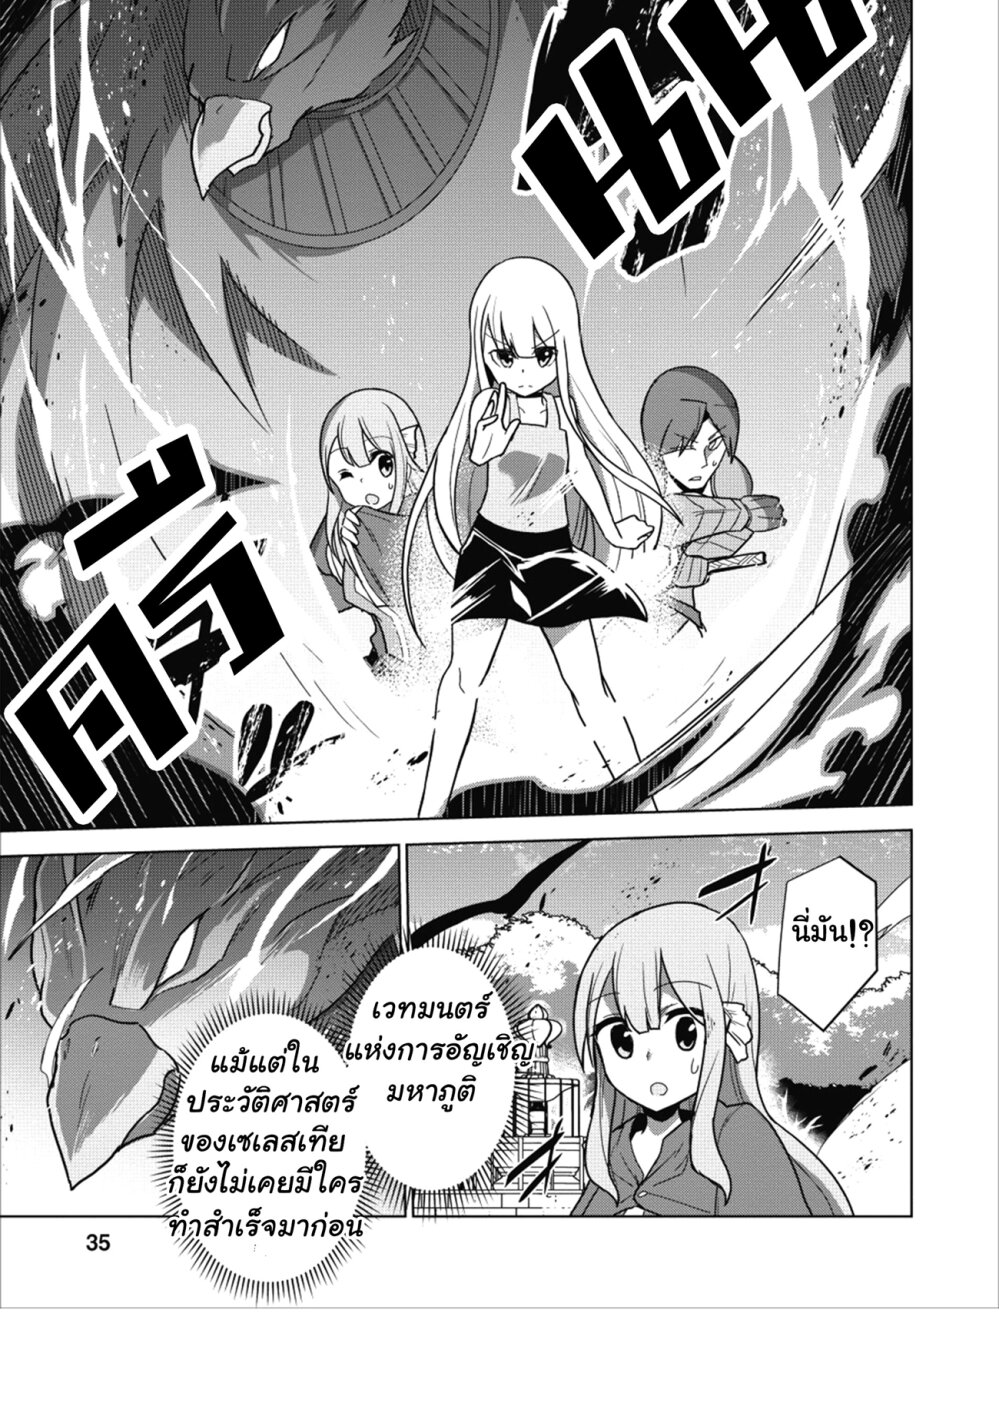 ครื่
นนน
นี่มัน!?
เวทมนตร์
แห่งการอัญเชิญ
มหาภูติ
แม้แต่ใน
ประวัติศาสตร์
ของเซเลสเทีย
ก็ยังไม่เคยมีใคร
ทำสำเร็จมาก่อน
35